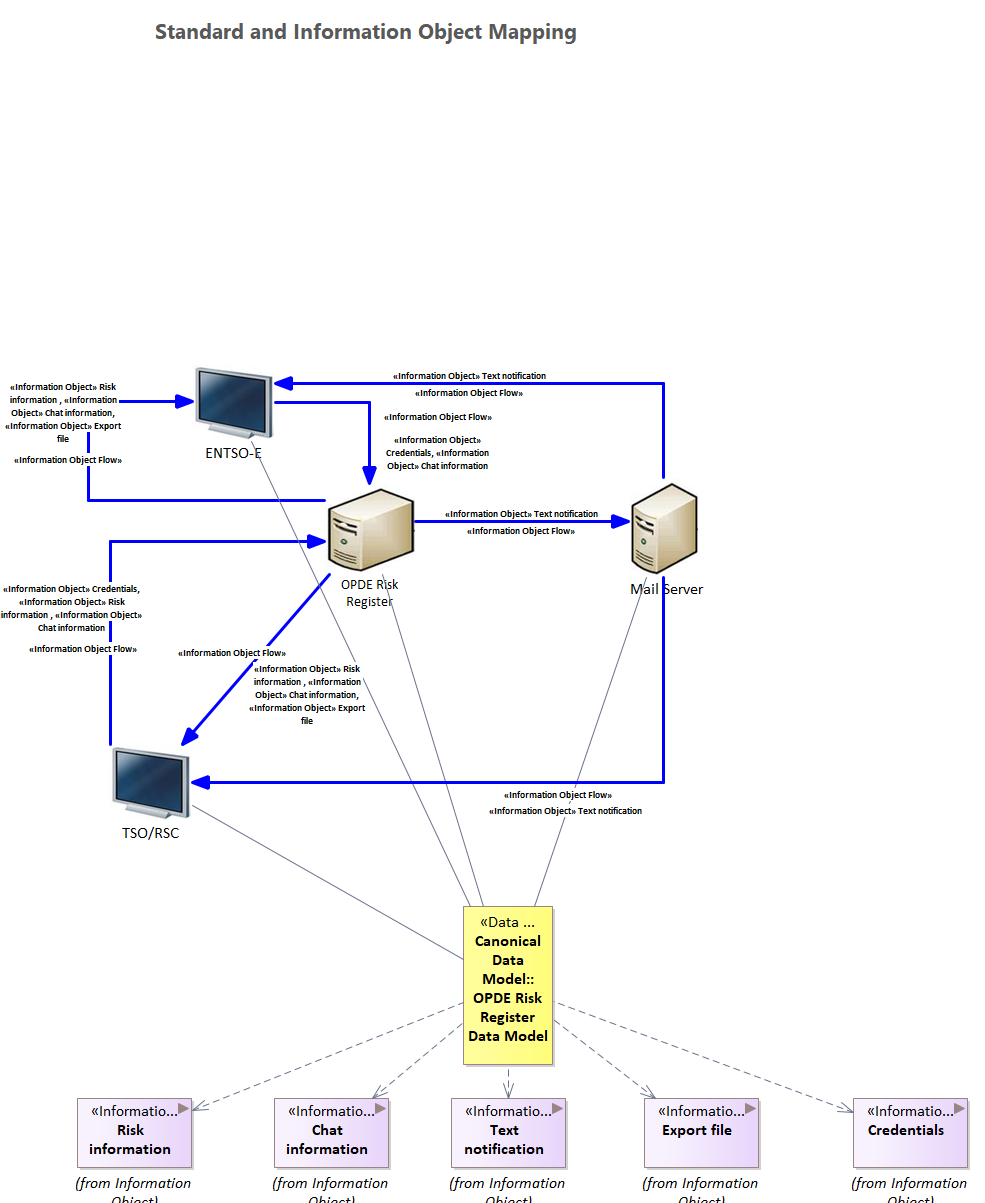 Standard and Information Object Mapping
«Information Object» Text notification
«Information Object Flow»
«Information Object» Risk
information , «Information
Object» Chat information,
«Information Object» Export
file
«Information Object Flow»
ENTSO-E
«Information Object Flow»
«Information Object»
Credentials, «Information
Object» Chat information
«Information Object» Text notification
«Information Object Flow»
OPDE Risk
Register
Mail Server
«Information Object» Credentials,
«Information Object» Risk
information , «Information Object»
Chat information
«Information Object Flow»
«Information Object Flow»
«Information Object» Risk
information , «Information
Object» Chat information,
«Information Object» Export
file
TSO/RSC
«Information Object Flow»
«Information Object» Text notification
«Data ...
Canonical
Data
Model::
OPDE Risk
Register
Data Model
«Informatio...
Risk
information
(from Information
Object)
«Informatio...
Chat
information
(from Information
Object)
«Informatio...
Text
notification
(from Information
Object)
«Informatio...
Export file
(from Information
Object)
«Informatio...
Credentials
(from Information
Object)